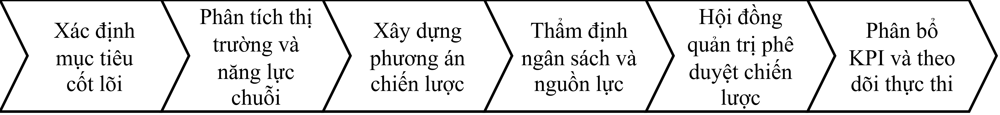 Xác định
mục tiêu
cốt lõi
Phân tích thị
trường và
năng lực
chuỗi
Xây dựng
phương án
chiến lược
Thẩm định
ngân sách và
nguồn lực
Hội đồng
quản trị phê
duyệt chiến
lược
Phân bổ
KPI và theo
dõi thực thi